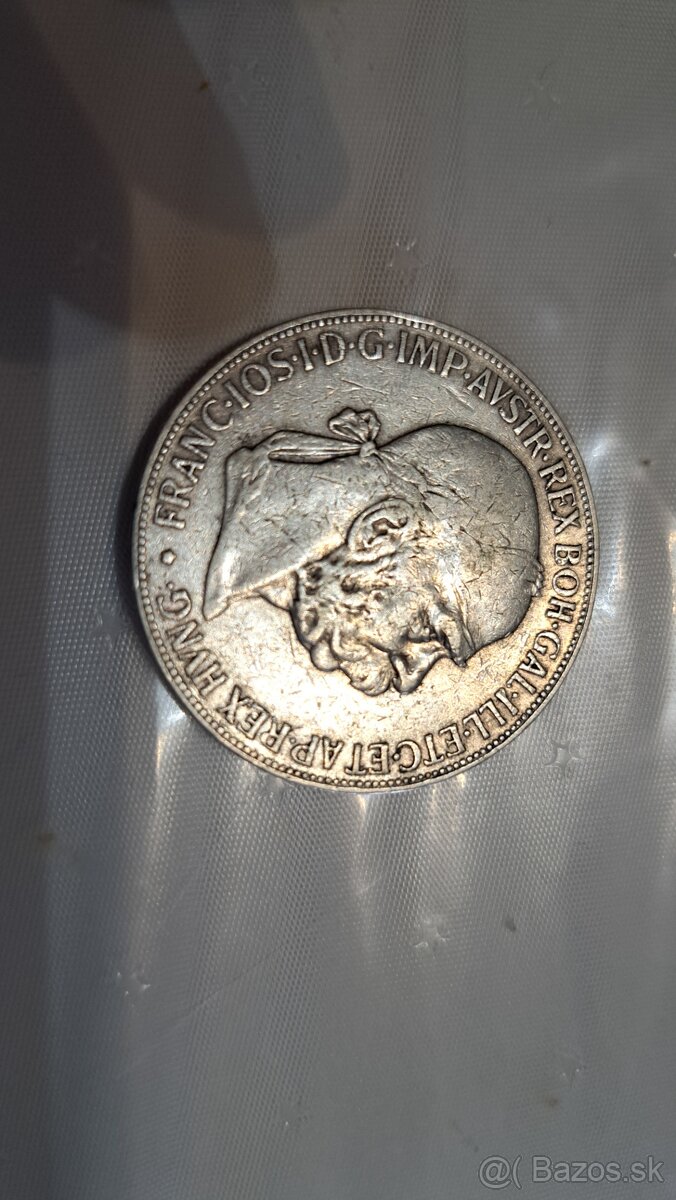 FRANC·IOS·I·D·G·IMP·AVSTR·REX BOH·GAL·ILL·ETC·ET AP·REX HVNG·
@( Bazos.sk